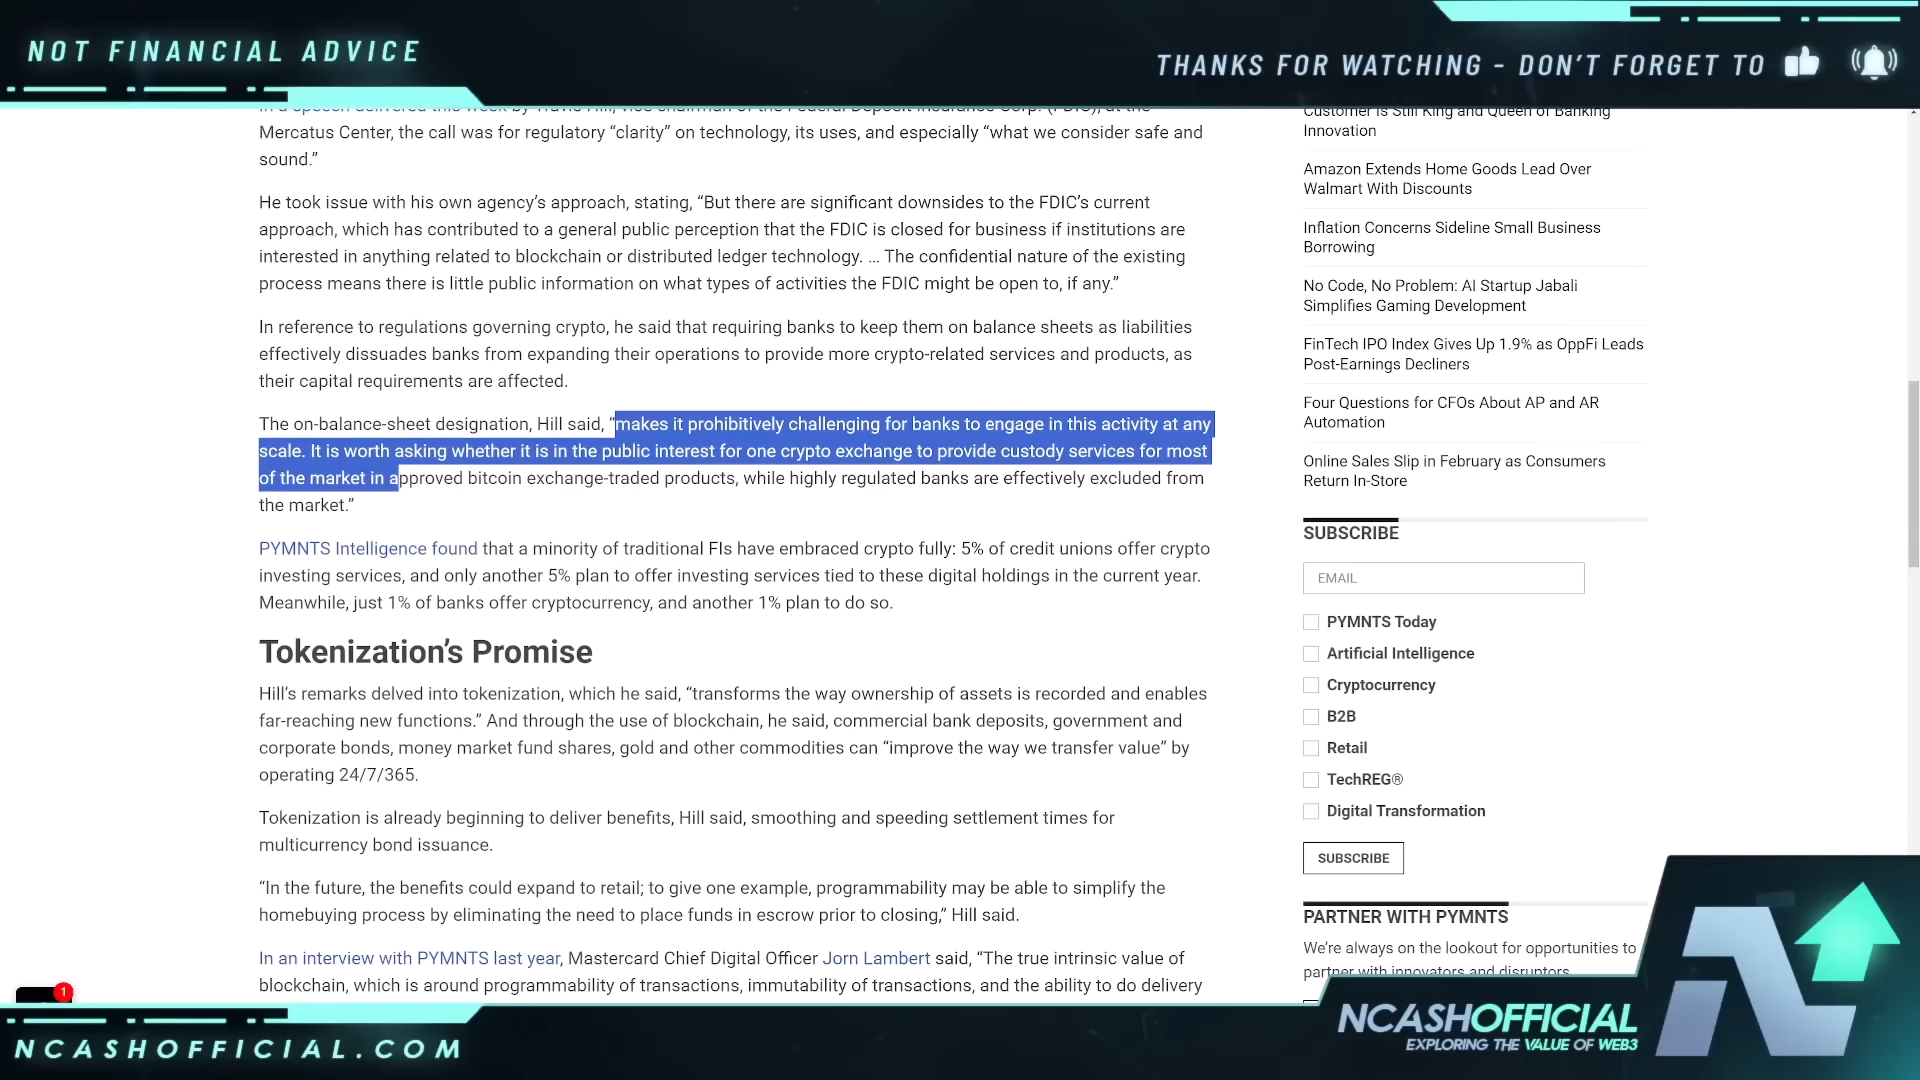 NOT FINANCIAL ADVICE
THANKS FOR WATCHING - DON'T FORGET TO
Mercatus Center, the call was for regulatory “clarity” on technology, its uses, and especially “what we consider safe and
sound.”
He took issue with his own agency’s approach, stating, “But there are significant downsides to the FDIC’s current
approach, which has contributed to a general public perception that the FDIC is closed for business if institutions are
interested in anything related to blockchain or distributed ledger technology. … The confidential nature of the existing
process means there is little public information on what types of activities the FDIC might be open to, if any.”
In reference to regulations governing crypto, he said that requiring banks to keep them on balance sheets as liabilities
effectively dissuades banks from expanding their operations to provide more crypto-related services and products, as
their capital requirements are affected.
The on-balance-sheet designation, Hill said, “makes it prohibitively challenging for banks to engage in this activity at any
scale. It is worth asking whether it is in the public interest for one crypto exchange to provide custody services for most
of the market in approved bitcoin exchange-traded products, while highly regulated banks are effectively excluded from
the market.”
PYMNTS Intelligence found that a minority of traditional FIs have embraced crypto fully: 5% of credit unions offer crypto
investing services, and only another 5% plan to offer investing services tied to these digital holdings in the current year.
Meanwhile, just 1% of banks offer cryptocurrency, and another 1% plan to do so.
Tokenization’s Promise
Hill’s remarks delved into tokenization, which he said, “transforms the way ownership of assets is recorded and enables
far-reaching new functions.” And through the use of blockchain, he said, commercial bank deposits, government and
corporate bonds, money market fund shares, gold and other commodities can “improve the way we transfer value” by
operating 24/7/365.
Tokenization is already beginning to deliver benefits, Hill said, smoothing and speeding settlement times for
multicurrency bond issuance.
“In the future, the benefits could expand to retail; to give one example, programmability may be able to simplify the
homebuying process by eliminating the need to place funds in escrow prior to closing,” Hill said.
In an interview with PYMNTS last year, Mastercard Chief Digital Officer Jorn Lambert said, “The true intrinsic value of
blockchain, which is around programmability of transactions, immutability of transactions, and the ability to do delivery
Customer Is Still King and Queen of Banking
Innovation
Amazon Extends Home Goods Lead Over
Walmart With Discounts
Inflation Concerns Sideline Small Business
Borrowing
No Code, No Problem: AI Startup Jabali
Simplifies Gaming Development
FinTech IPO Index Gives Up 1.9% as OppFi Leads
Post-Earnings Decliners
Four Questions for CFOs About AP and AR
Automation
Online Sales Slip in February as Consumers
Return In-Store
SUBSCRIBE
EMAIL
PYMNTS Today
Artificial Intelligence
Cryptocurrency
B2B
Retail
TechREG®
Digital Transformation
SUBSCRIBE
PARTNER WITH PYMNTS
We’re always on the lookout for opportunities to
partner with innovators and disruptors
1
NCASHOFFICIAL.COM
NCASHOFFICIAL
EXPLORING THE VALUE OF WEB3